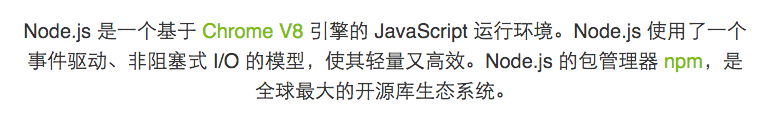 Node.js 是一个基于 Chrome V8 引擎的 JavaScript 运行环境。Node.js 使用了一个
事件驱动、非阻塞式 I/O 的模型，使其轻量又高效。Node.js 的包管理器 npm，是
全球最大的开源库生态系统。